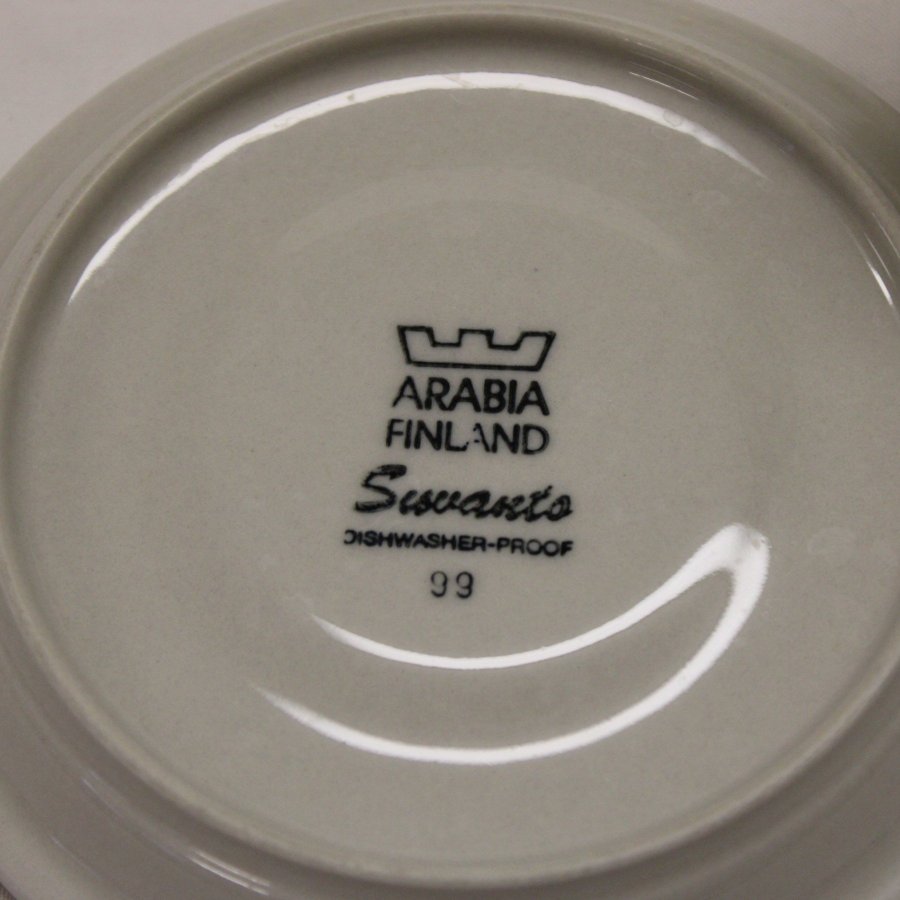 ARABIA
FINLAND
Suvanto
DISHWASHER-PROOF
99